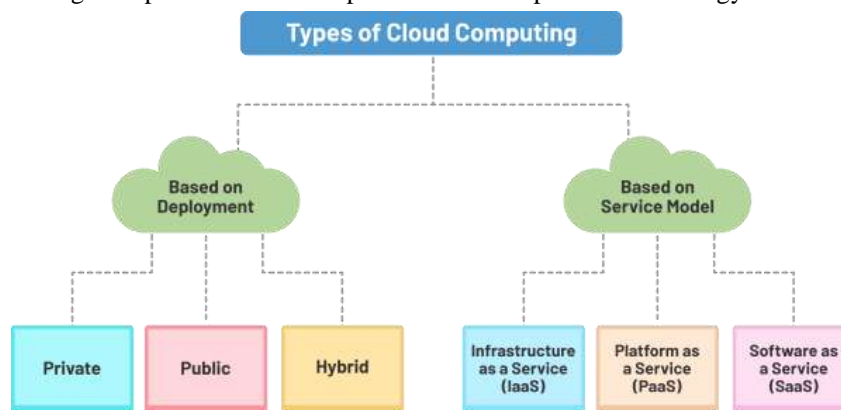 Types of Cloud Computing
Based on
Deployment
Based on
Service Model
Private
Public
Hybrid
Infrastructure
as a Service
(IaaS)
Platform as
a Service
(PaaS)
Software as
a Service
(SaaS)